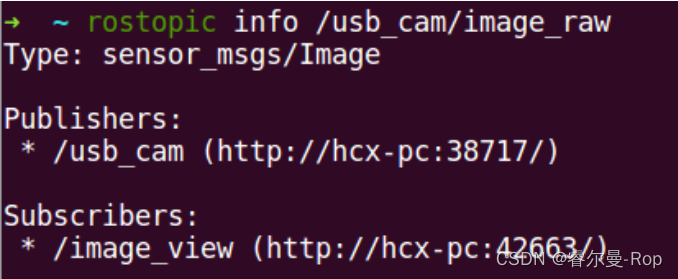 ➜  ~ rostopic info /usb_cam/image_raw
Type: sensor_msgs/Image

Publishers:
 * /usb_cam (http://hcx-pc:38717/)

Subscribers:
 * /image_view (http://hcx-pc:42663/)
CSDN @睿尔曼-Rop